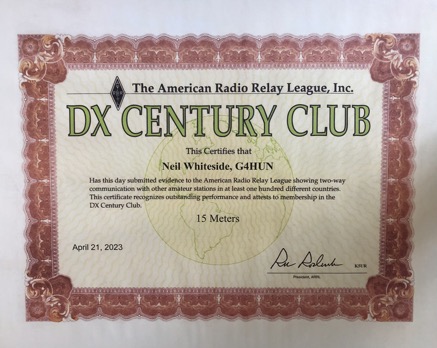 The American Radio Relay League, Inc.
DX CENTURY CLUB
This Certifies that
Neil Whiteside, G4HUN
Has this day submitted evidence to the American Radio Relay League showing two-way
communication with other amateur stations in at least one hundred different countries.
This certificate recognizes outstanding performance and attests to membership in the
DX Century Club.
15 Meters
April 21, 2023
President, ARRL